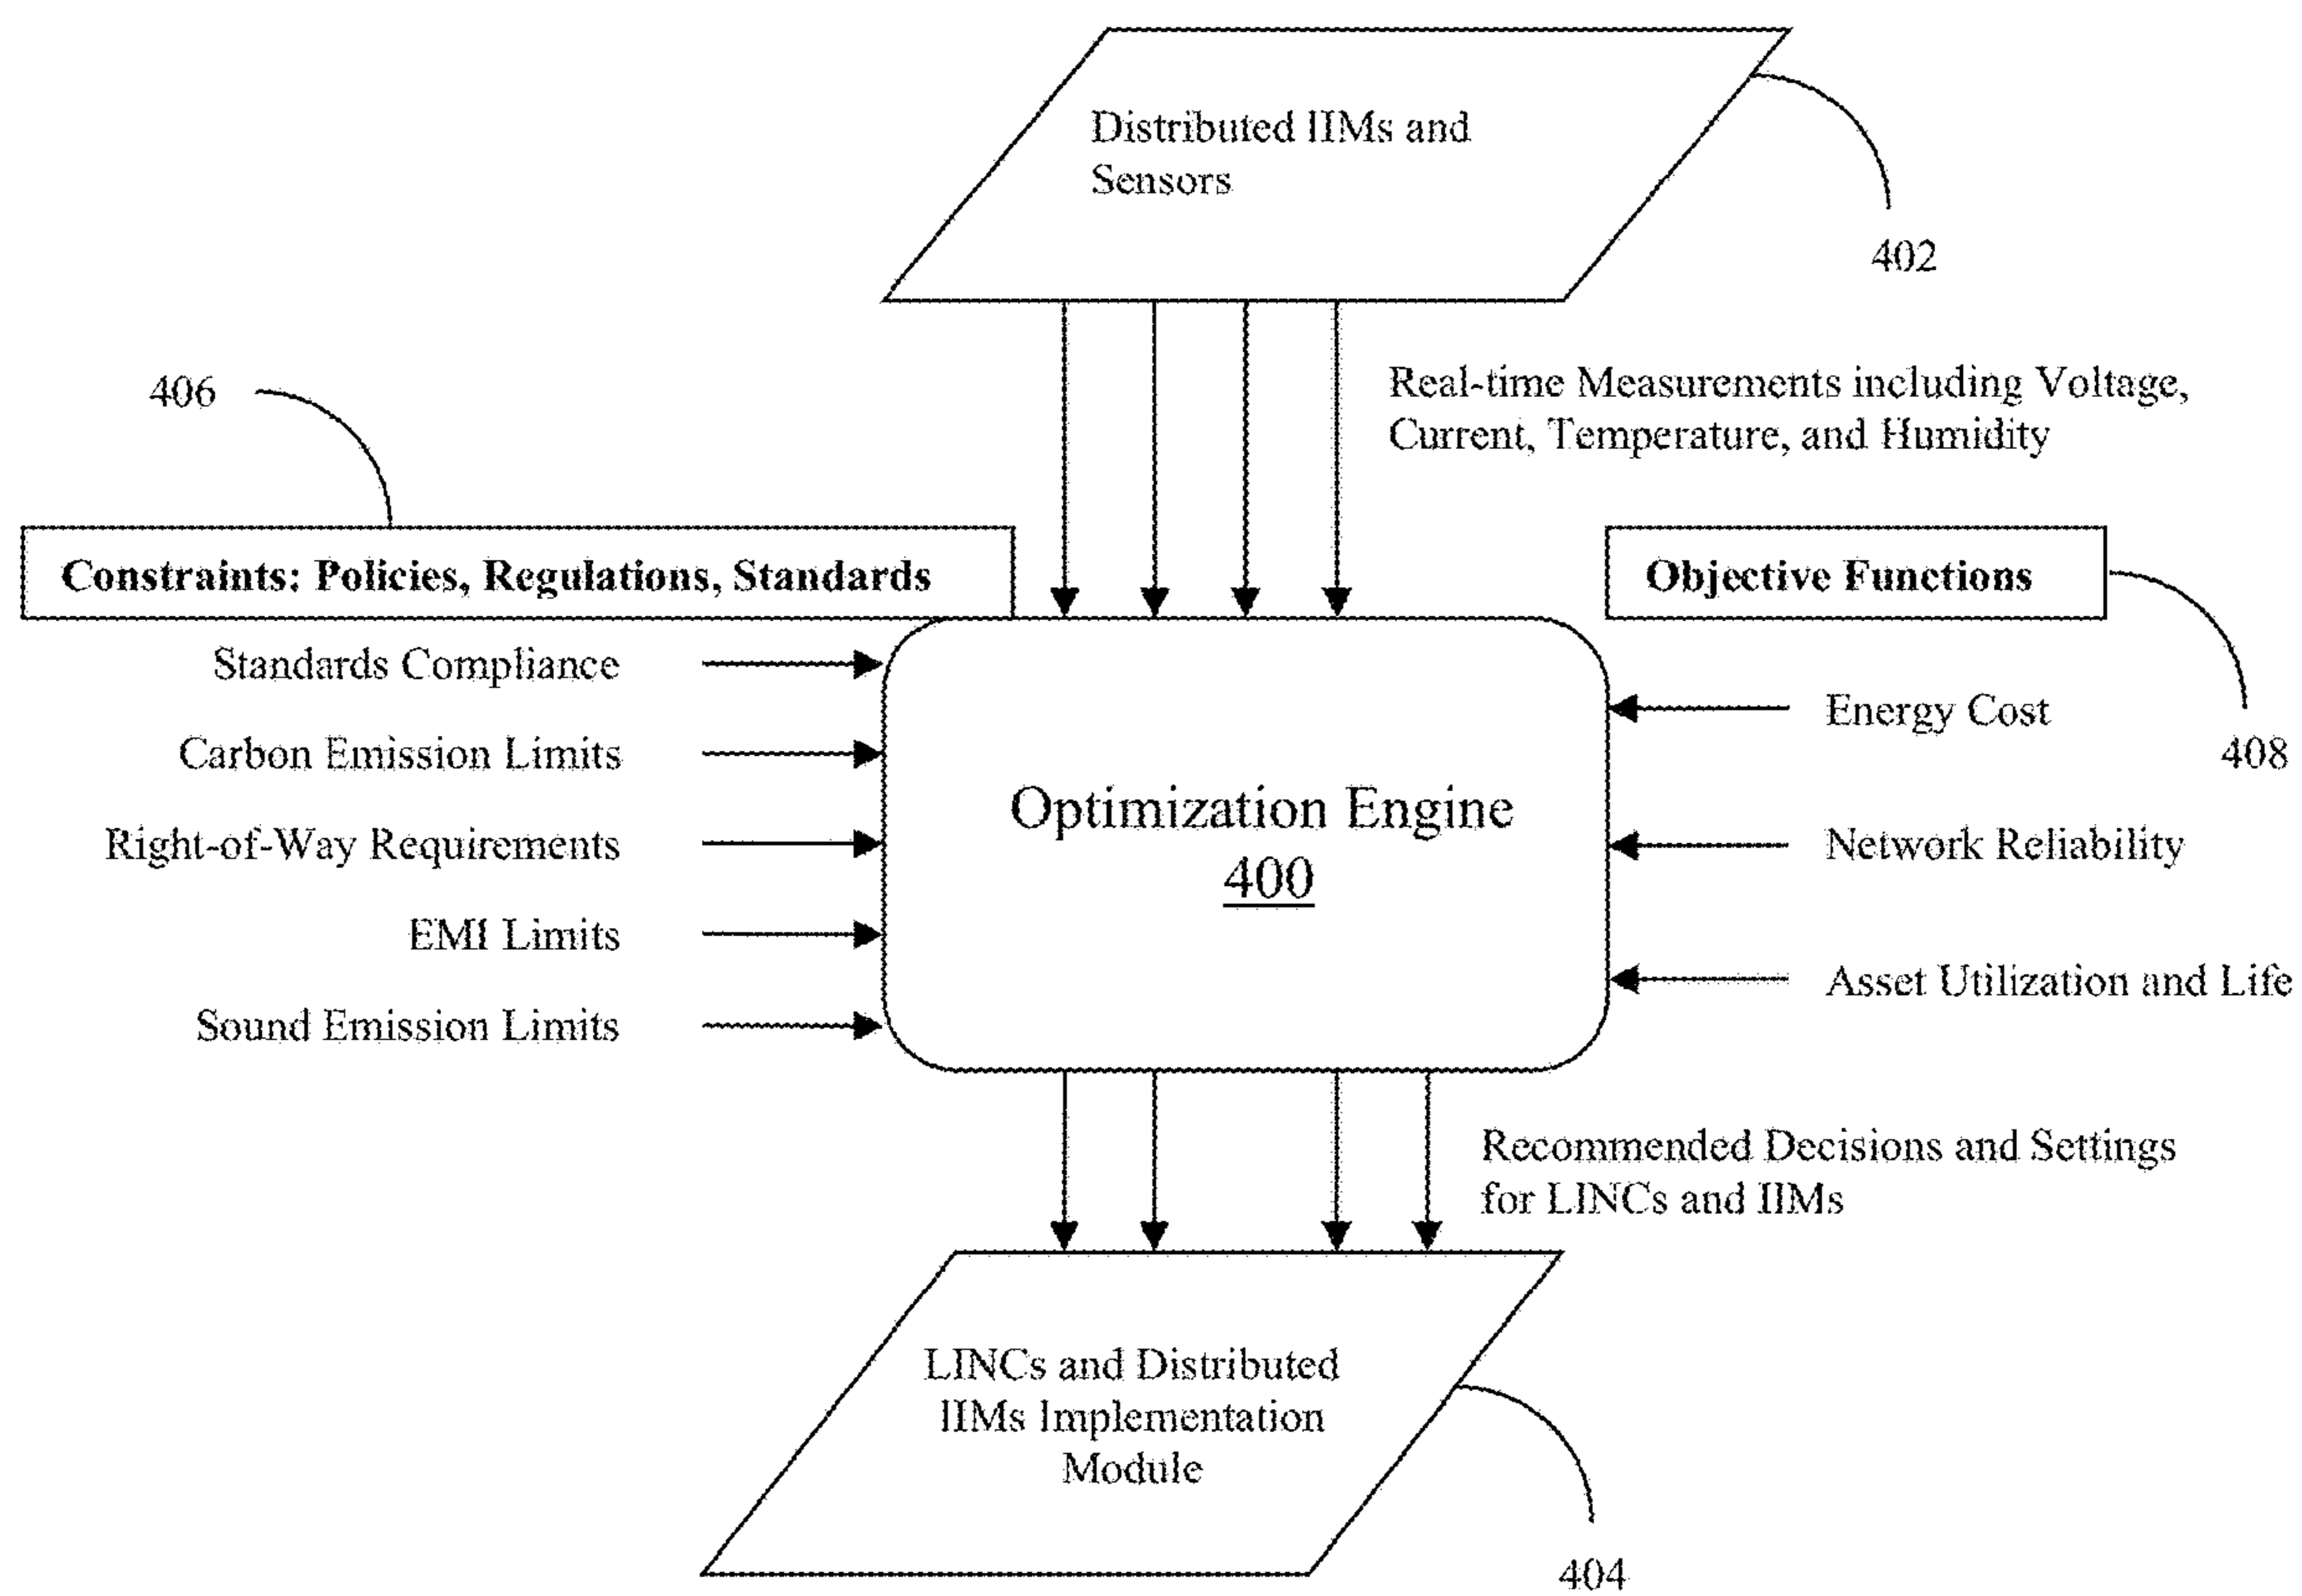 Distributed IIMs and
Sensors
402
Real-time Measurements including Voltage,
Current, Temperature, and Humidity
406
Constraints: Policies, Regulations, Standards
Objective Functions
408
Standards Compliance
Carbon Emission Limits
Right-of-Way Requirements
EMI Limits
Sound Emission Limits
Optimization Engine
400
Energy Cost
Network Reliability
Asset Utilization and Life
Recommended Decisions and Settings
for LINCs and IIMs
LINCs and Distributed
IIMs Implementation
Module
404